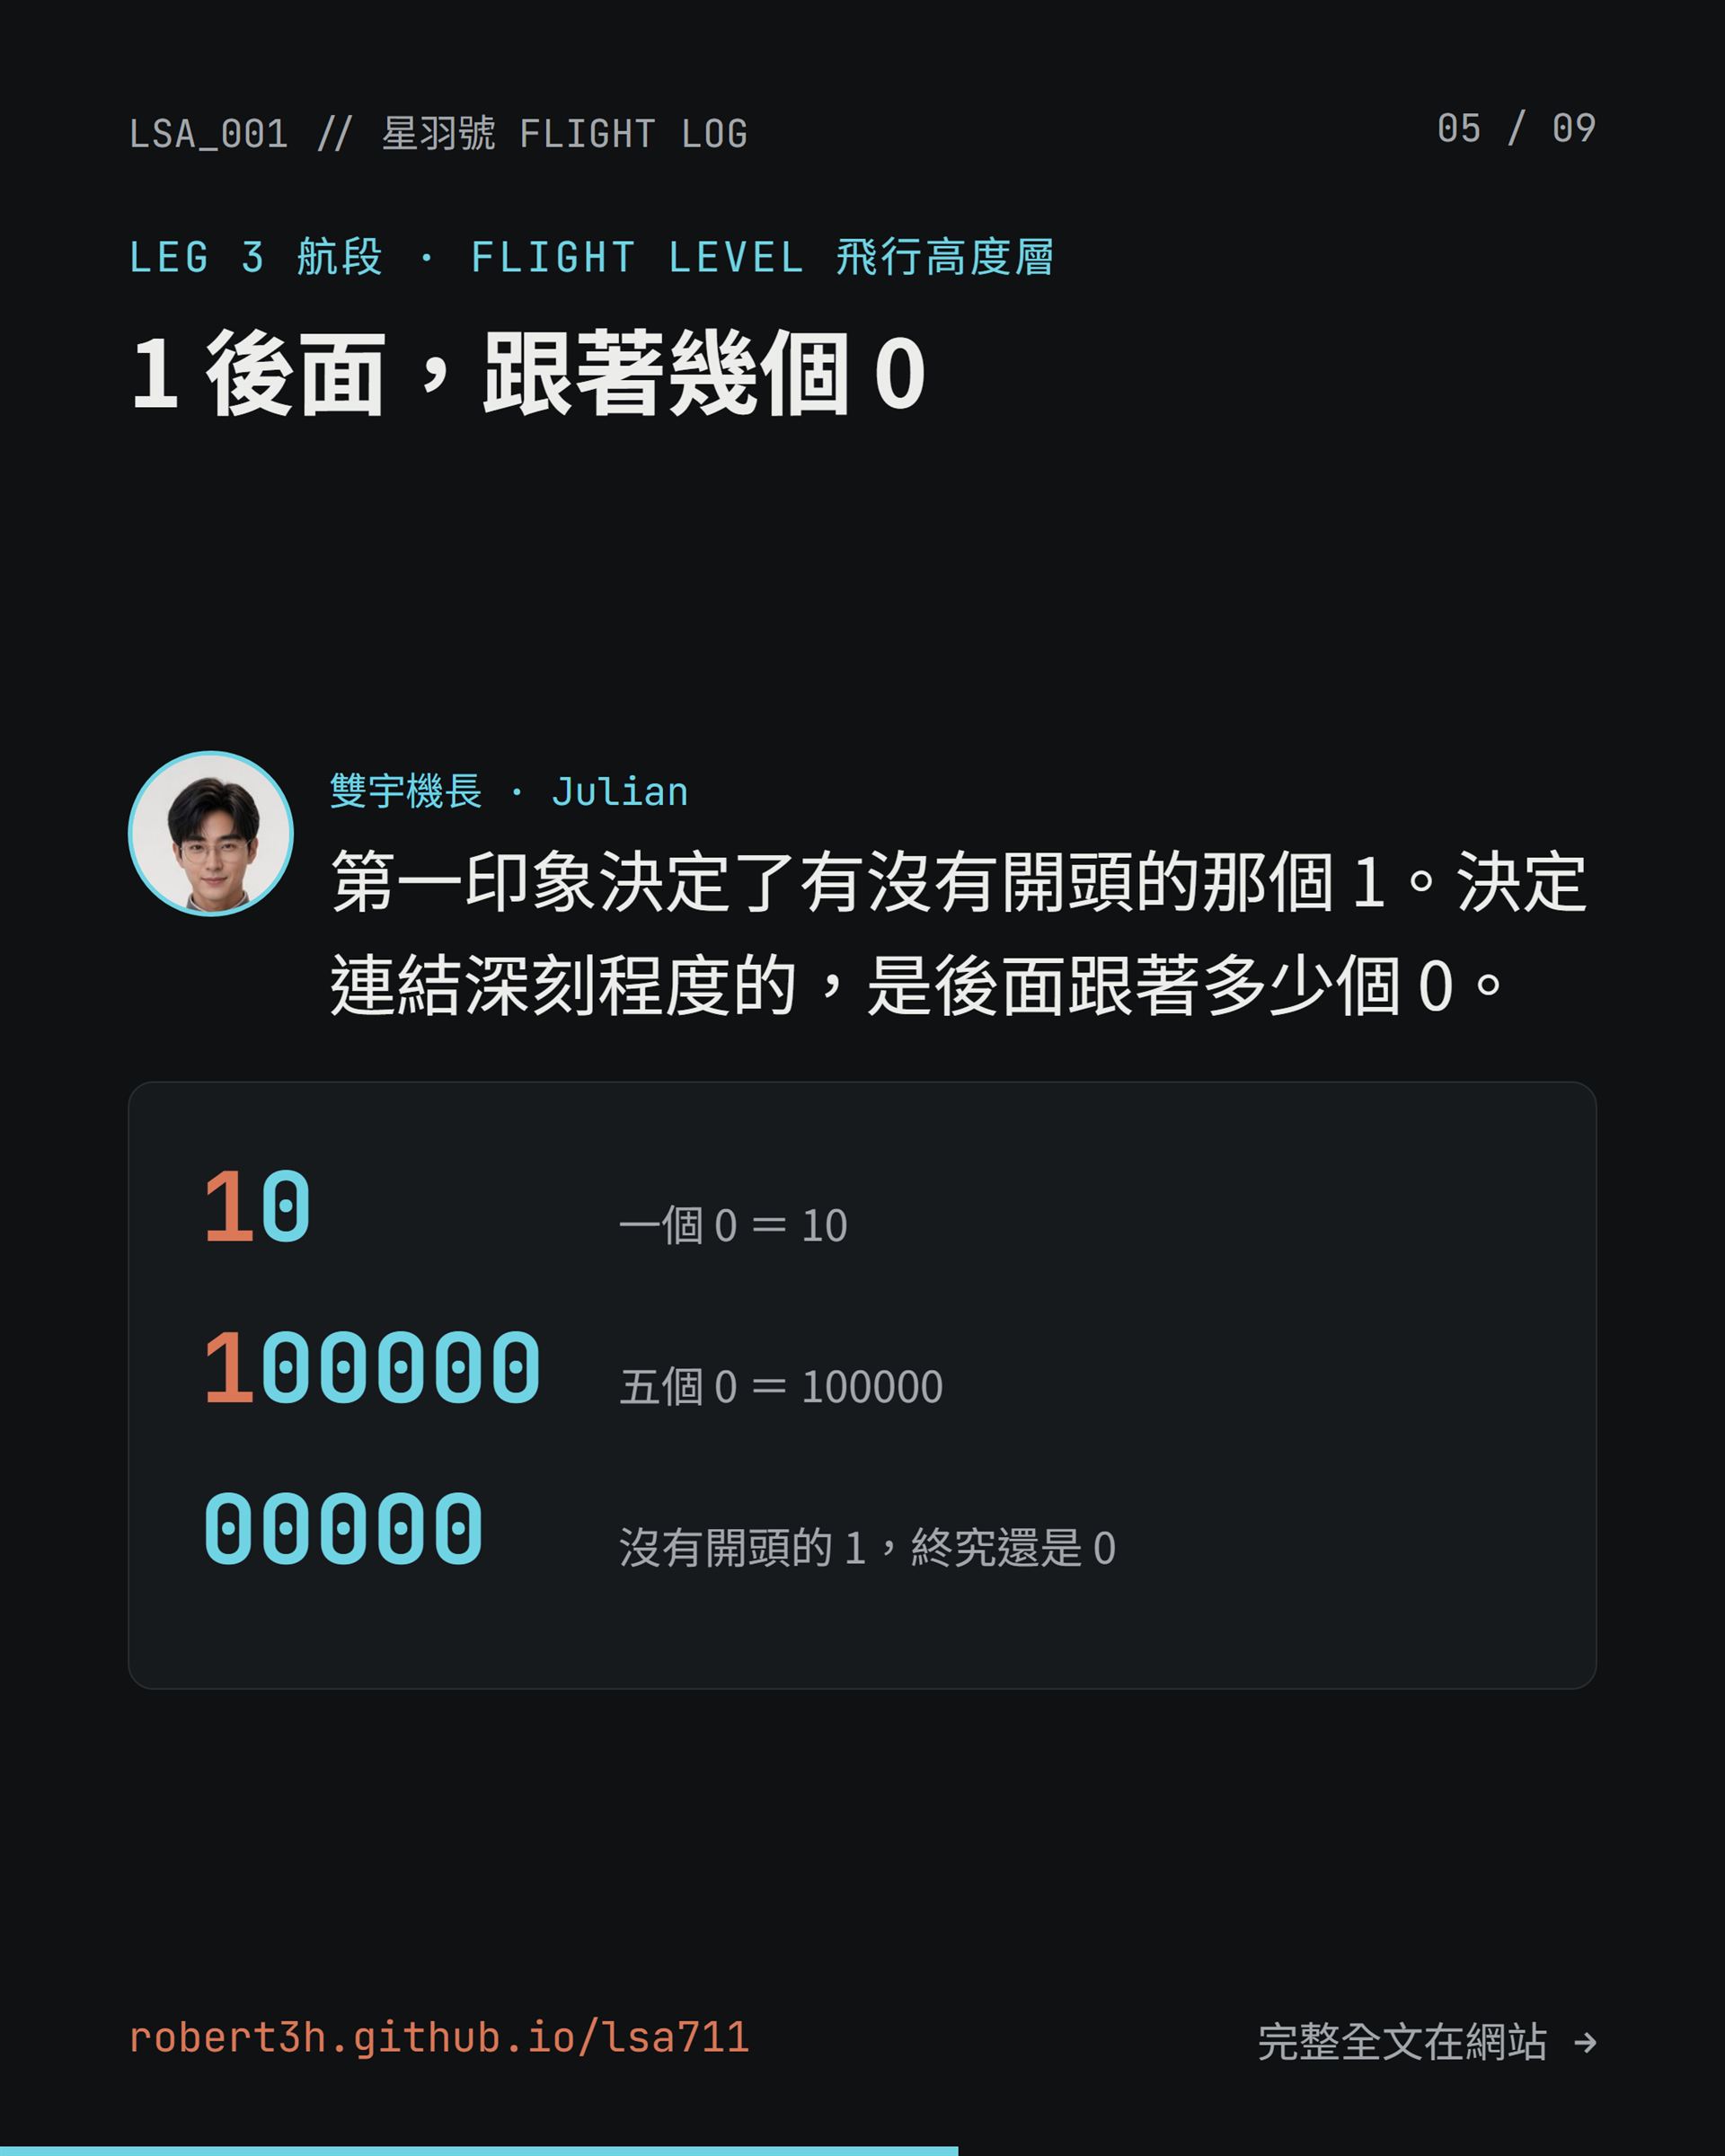 LSA_001 // 星羽號 FLIGHT LOG
05 / 09
LEG 3 航段 · FLIGHT LEVEL 飛行高度層
1 後面，跟著幾個 0
雙宇機長 · Julian
第一印象決定了有沒有開頭的那個 1。決定
連結深刻程度的，是後面跟著多少個 0。
10 一個 0 ＝ 10
100000 五個 0 ＝ 100000
00000 沒有開頭的 1，終究還是 0
robert3h.github.io/lsa711
完整全文在網站 →